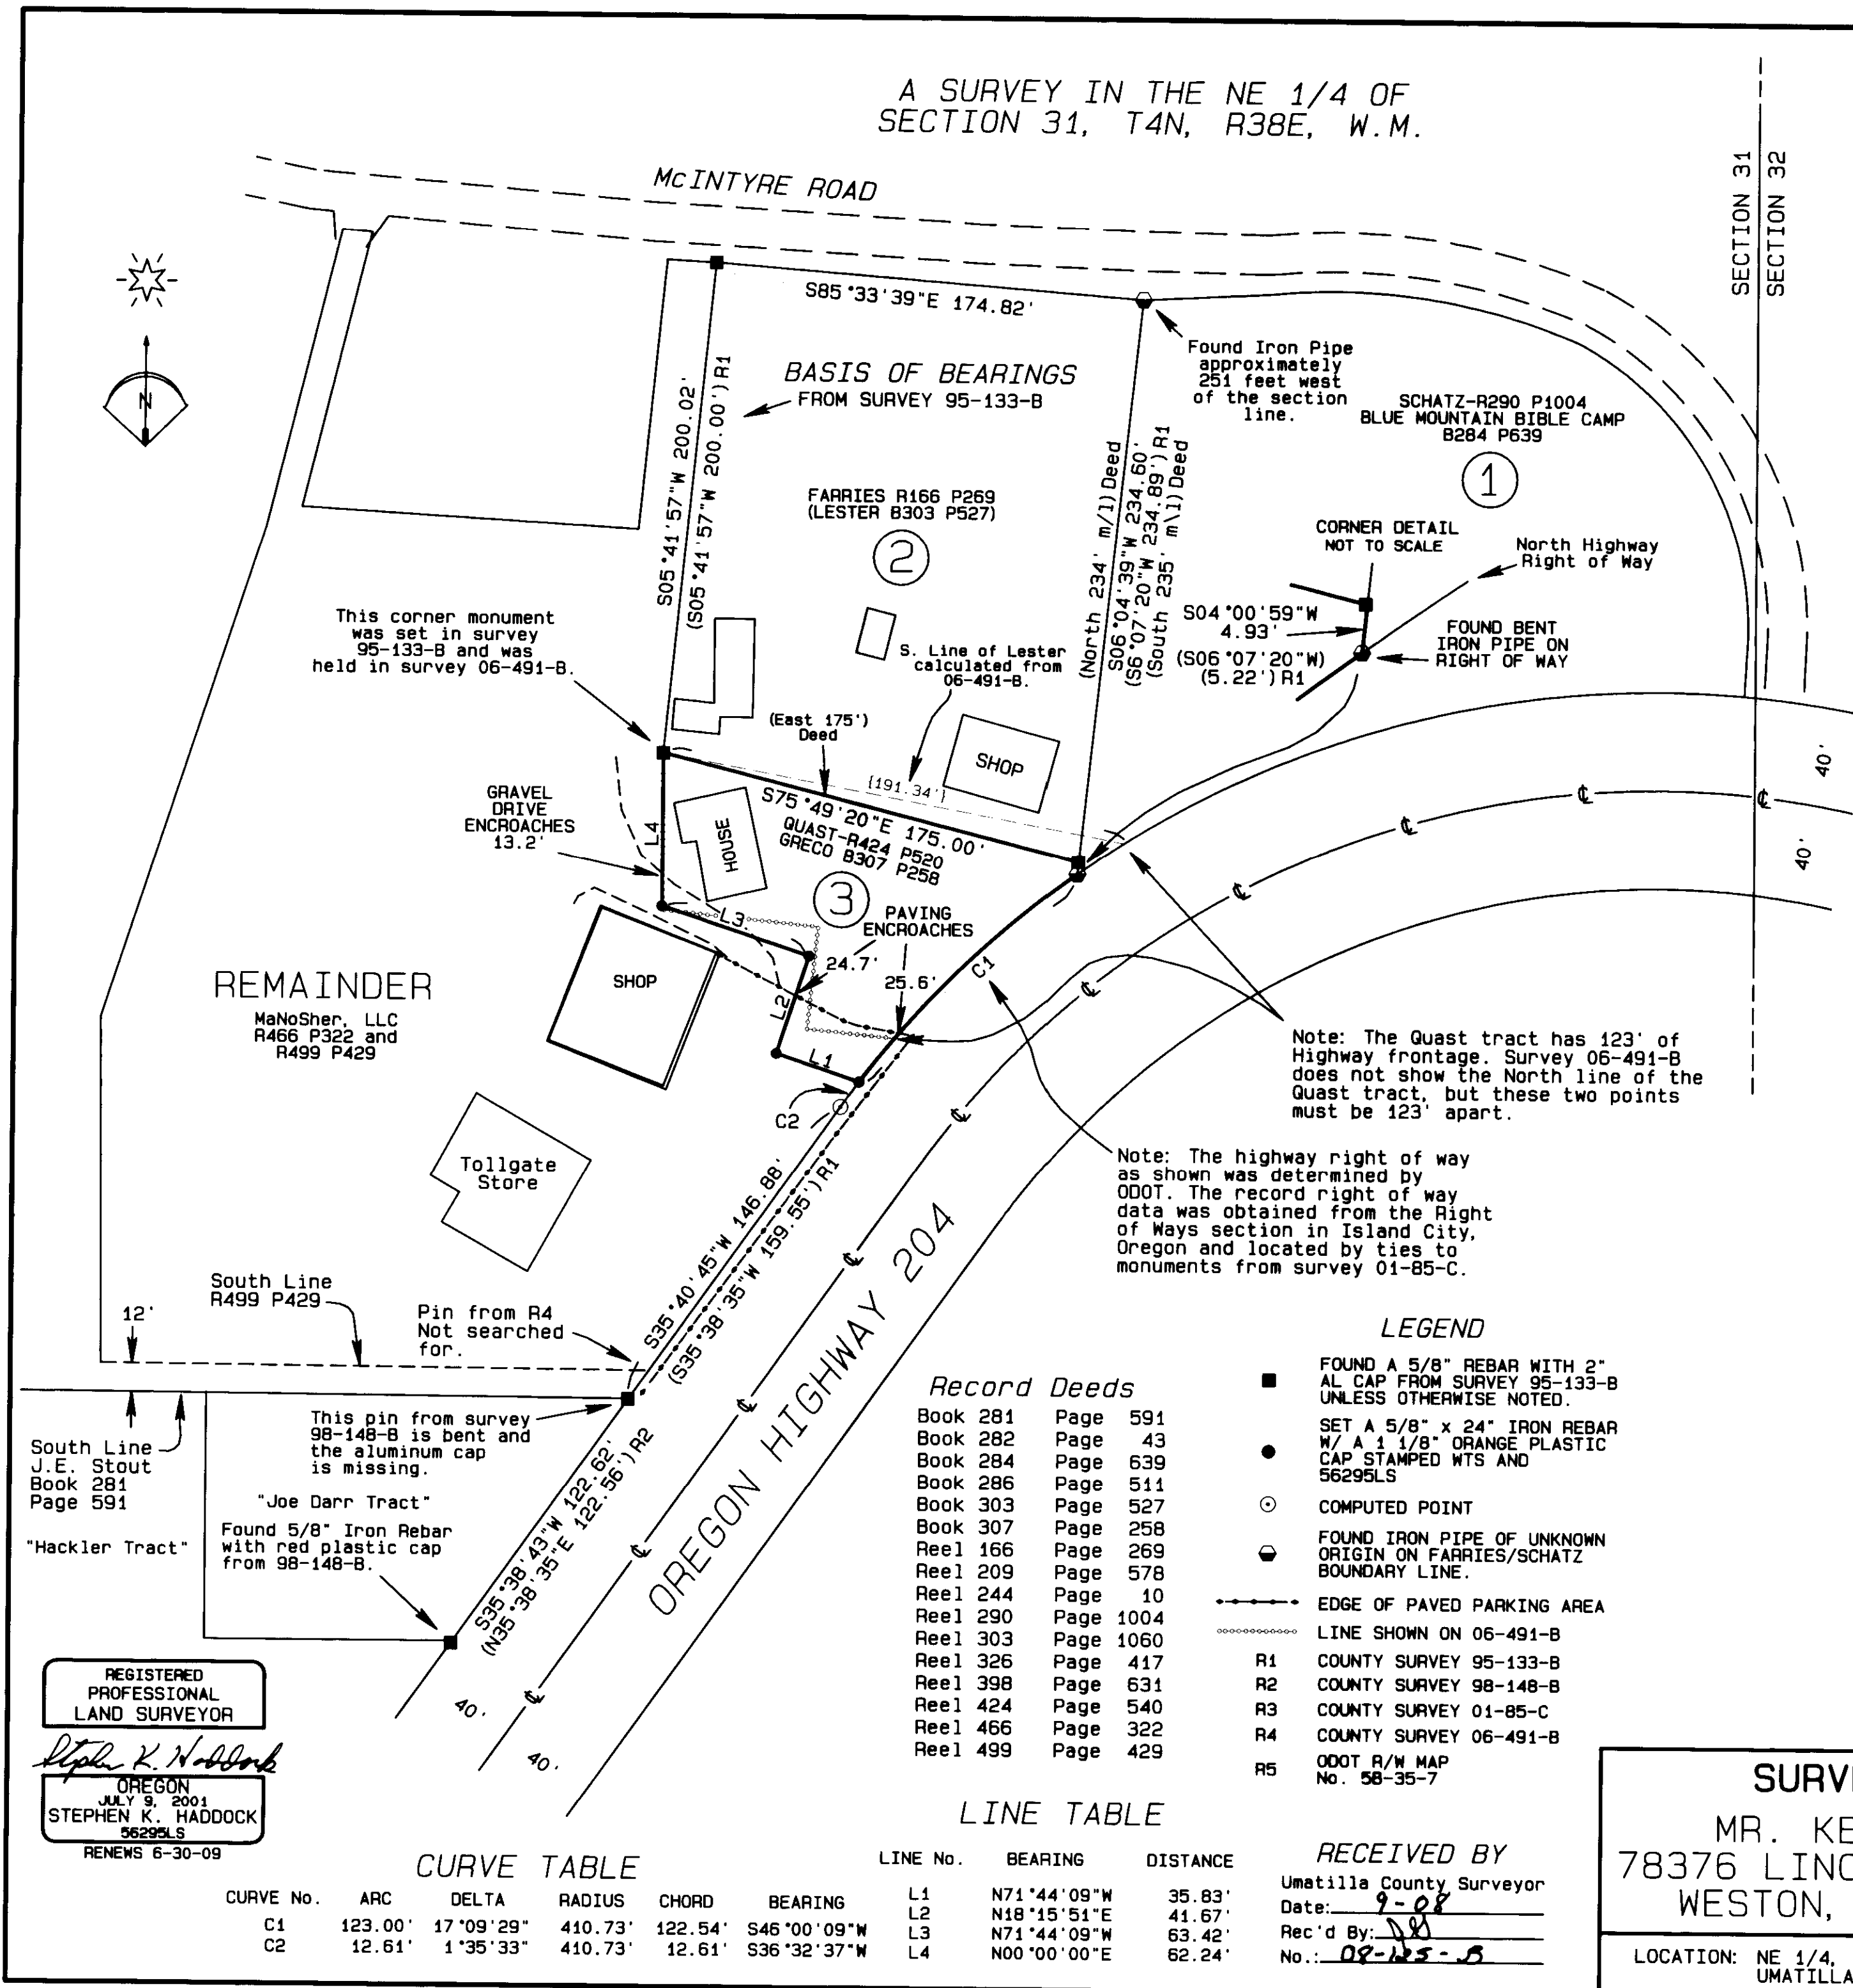 A SURVEY IN THE NE 1/4 OF
SECTION 31, T4N, R38E, W.M.
McINTYRE ROAD
SECTION 31
SECTION 32
N
S85°33'39"E 174.82'
BASIS OF BEARINGS
FROM SURVEY 95-133-B
S05°41'57"W 200.02'
(S05°41'57"W 200.00')R1
Found Iron Pipe
approximately
251 feet west
of the section
line.
SCHATZ-R290 P1004
BLUE MOUNTAIN BIBLE CAMP
B284 P639
1
FARRIES R166 P269
(LESTER B303 P527)
2
(North 234' m/l)Deed
S06°04'39"W 234.60'
(S6°07'20"W 234.89')R1
(South 235' m\l)Deed
CORNER DETAIL
NOT TO SCALE
North Highway
Right of Way
S04°00'59"W
4.93'
(S06°07'20"W)
(5.22')R1
FOUND BENT
IRON PIPE ON
RIGHT OF WAY
This corner monument
was set in survey
95-133-B and was
held in survey 06-491-B.
S. Line of Lester
calculated from
06-491-B.
(East 175')
Deed
SHOP
(191.34')
S75°49'20"E 175.00'
QUAST-R424 P520
GRECO B307 P258
3
GRAVEL
DRIVE
ENCROACHES
13.2'
L4
HOUSE
L3
PAVING
ENCROACHES
24.7'
25.6'
C1
L2
L1
C2
40'
40'
SHOP
REMAINDER
MaNoSher, LLC
R466 P322 and
R499 P429
Tollgate
Store
Note: The Quast tract has 123' of
Highway frontage. Survey 06-491-B
does not show the North line of the
Quast tract, but these two points
must be 123' apart.
Note: The highway right of way
as shown was determined by
ODOT. The record right of way
data was obtained from the Right
of Ways section in Island City,
Oregon and located by ties to
monuments from survey 01-85-C.
S35°40'45"W 146.88'
(S35°38'35"W 159.55')R1
OREGON HIGHWAY 204
South Line
R499 P429
12'
Pin from R4
Not searched
for.
This pin from survey
98-148-B is bent and
the aluminum cap
is missing.
South Line
J.E. Stout
Book 281
Page 591
"Joe Darr Tract"
"Hackler Tract"
Found 5/8" Iron Rebar
with red plastic cap
from 98-148-B.
S35°38'43"W 122.62'
(N35°38'35"E 122.56')R2
40'
40'
Record Deeds
Book 281 Page 591
Book 282 Page 43
Book 284 Page 639
Book 286 Page 511
Book 303 Page 527
Book 307 Page 258
Reel 166 Page 269
Reel 209 Page 578
Reel 244 Page 10
Reel 290 Page 1004
Reel 303 Page 1060
Reel 326 Page 417
Reel 398 Page 631
Reel 424 Page 540
Reel 466 Page 322
Reel 499 Page 429
LEGEND
FOUND A 5/8" REBAR WITH 2"
AL CAP FROM SURVEY 95-133-B
UNLESS OTHERWISE NOTED.
SET A 5/8" x 24" IRON REBAR
W/ A 1 1/8" ORANGE PLASTIC
CAP STAMPED WTS AND
56295LS
COMPUTED POINT
FOUND IRON PIPE OF UNKNOWN
ORIGIN ON FARRIES/SCHATZ
BOUNDARY LINE.
EDGE OF PAVED PARKING AREA
LINE SHOWN ON 06-491-B
R1 COUNTY SURVEY 95-133-B
R2 COUNTY SURVEY 98-148-B
R3 COUNTY SURVEY 01-85-C
R4 COUNTY SURVEY 06-491-B
R5 ODOT R/W MAP
No. 5B-35-7
REGISTERED
PROFESSIONAL
LAND SURVEYOR
Stephen K. Haddock
OREGON
JULY 9, 2001
STEPHEN K. HADDOCK
56295LS
RENEWS 6-30-09
CURVE TABLE
CURVE No. ARC DELTA RADIUS CHORD BEARING
C1 123.00' 17°09'29" 410.73' 122.54' S46°00'09"W
C2 12.61' 1°35'33" 410.73' 12.61' S36°32'37"W
LINE TABLE
LINE No. BEARING DISTANCE
L1 N71°44'09"W 35.83'
L2 N18°15'51"E 41.67'
L3 N71°44'09"W 63.42'
L4 N00°00'00"E 62.24'
RECEIVED BY
Umatilla County Surveyor
Date: 9-08
Rec'd By:
No.: 08-125-B
SURV
MR. KE
78376 LINC
WESTON,
LOCATION: NE 1/4,
UMATILLA